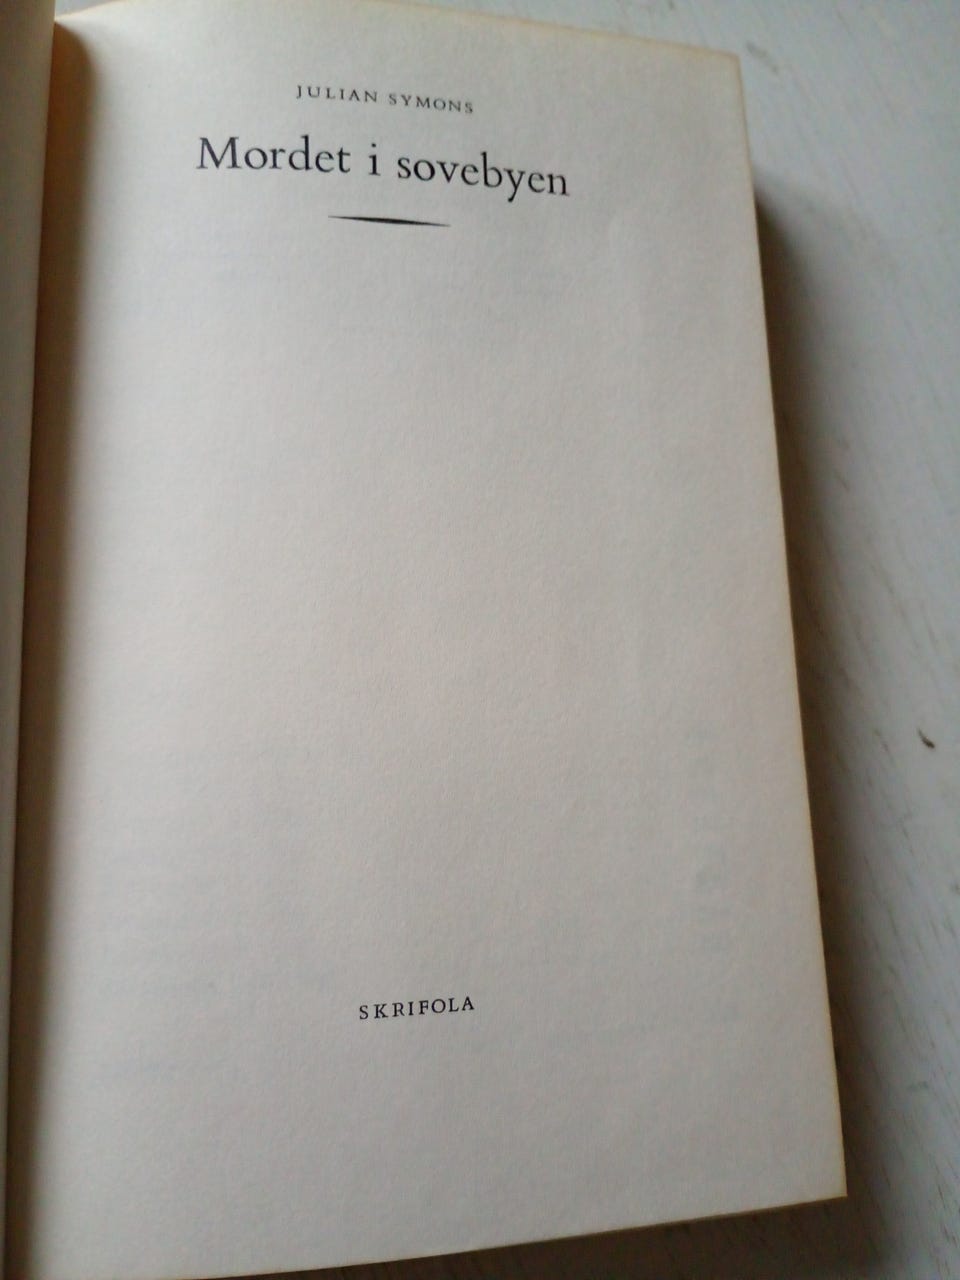 JULIAN SYMONS
Mordet i sovebyen
SKRIFOLA